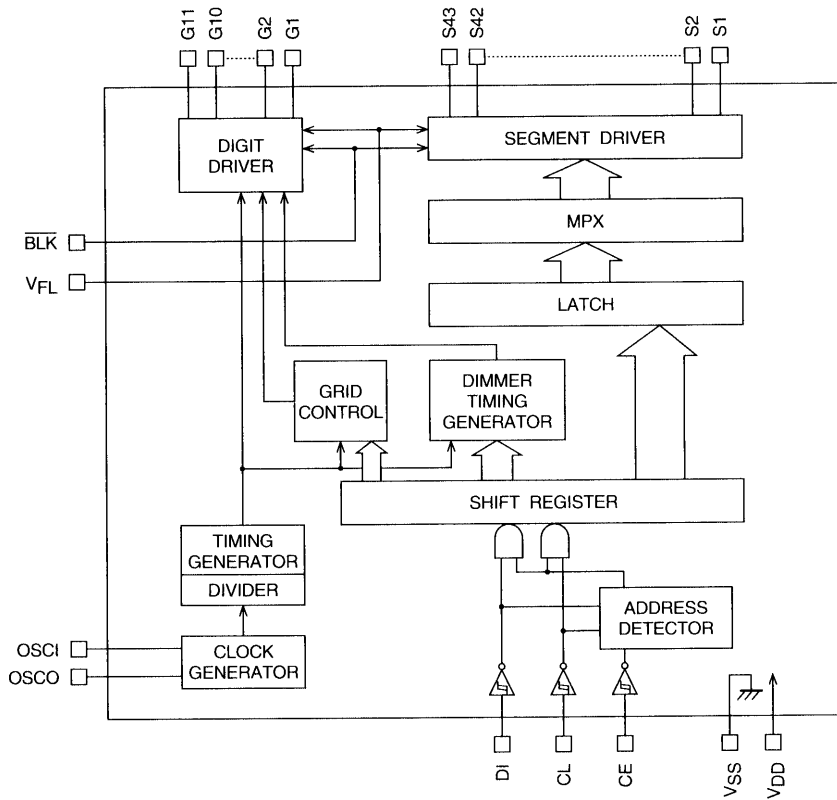 G11
G10
G2
G1
S43
S42
S2
S1
DIGIT
DRIVER
SEGMENT DRIVER
MPX
BLK
VFL
LATCH
GRID
CONTROL
DIMMER
TIMING
GENERATOR
SHIFT REGISTER
TIMING
GENERATOR
DIVIDER
ADDRESS
DETECTOR
OSCI
OSCO
CLOCK
GENERATOR
DI
CL
CE
VSS
VDD